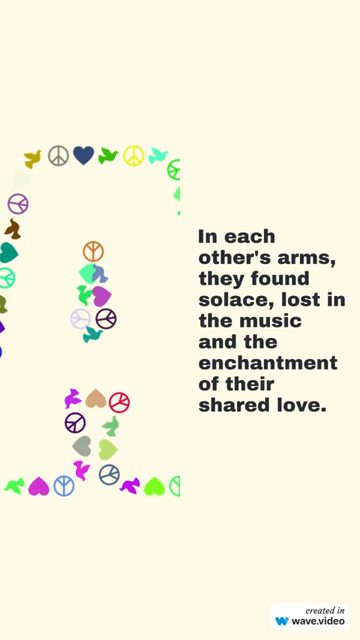 In each
other's arms,
they found
solace, lost in
the music
and the
enchantment
of their
shared love.
created in
wave.video